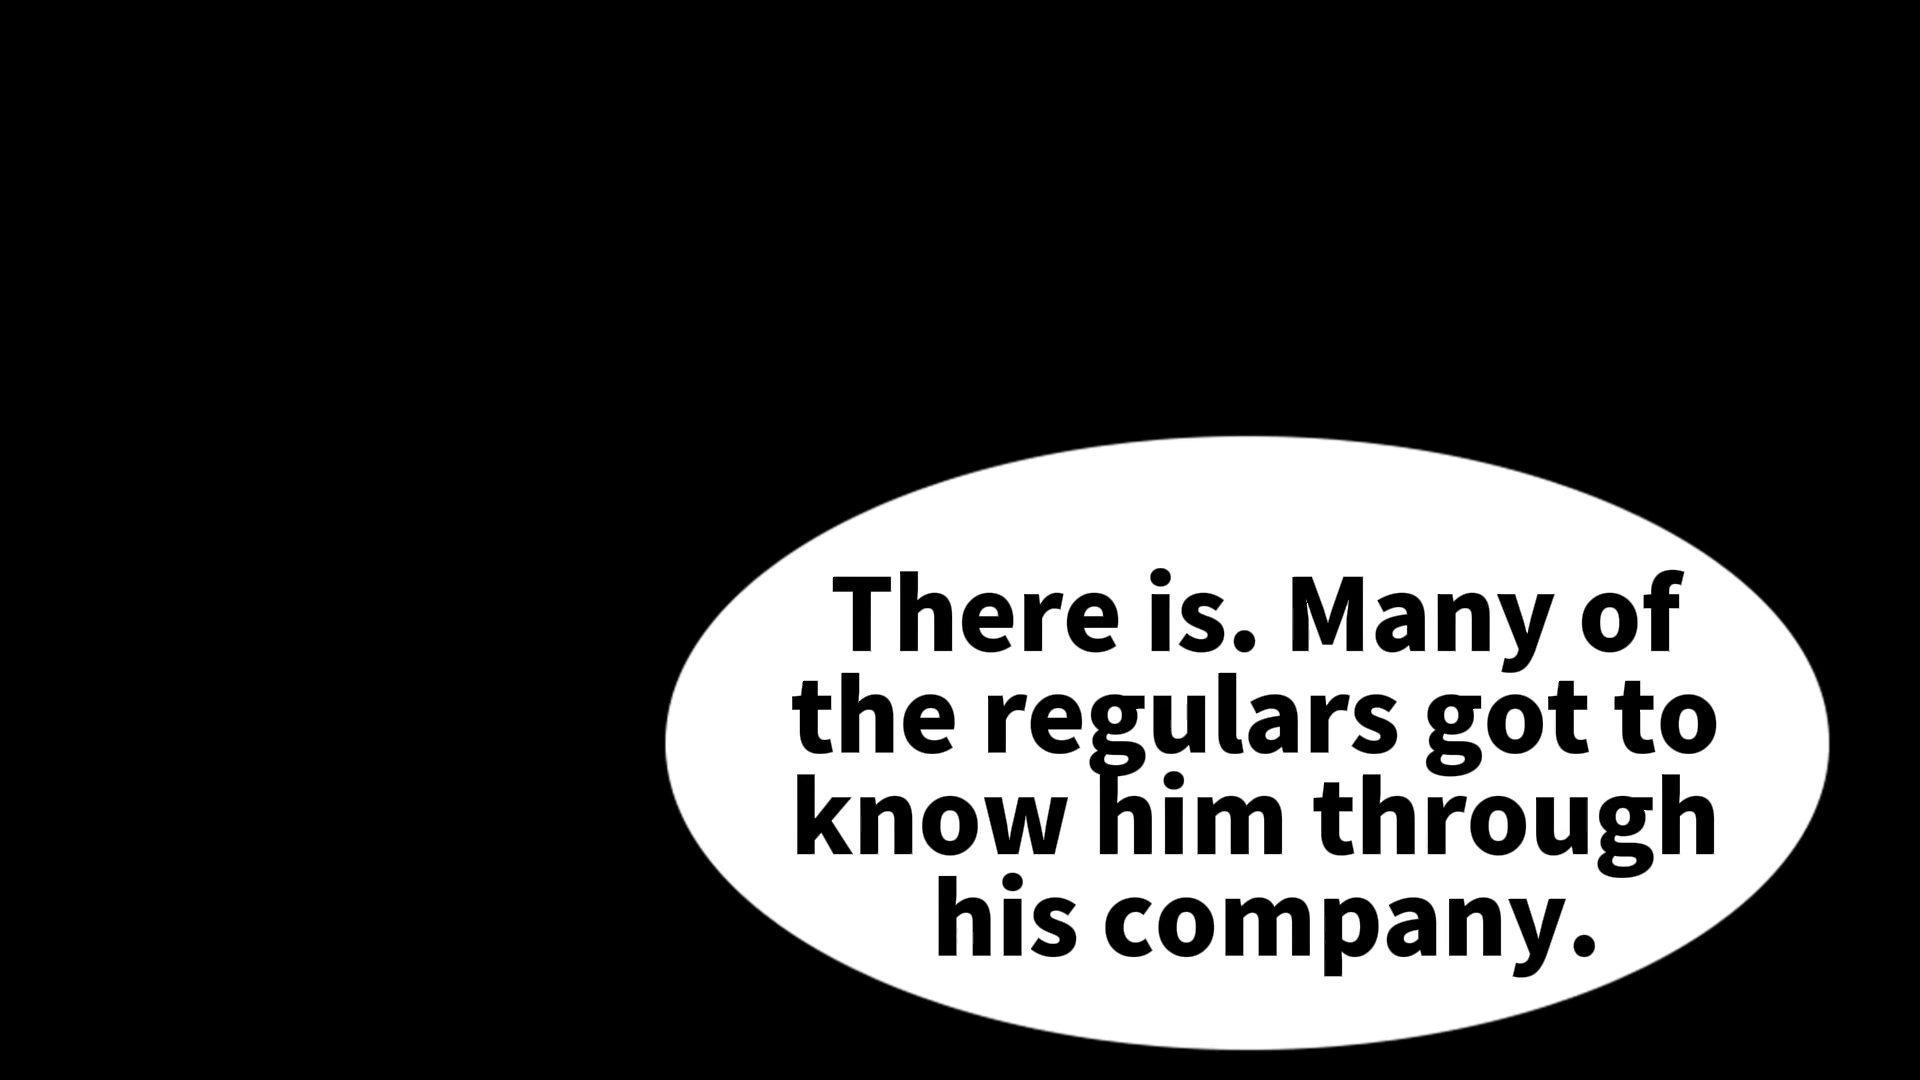 There is. Many of
the regulars got to
know him through
his company.